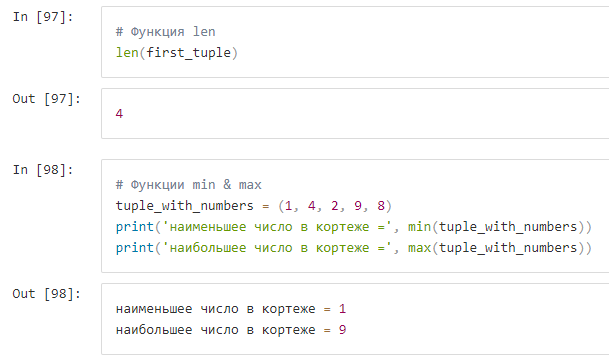 In [97]:
# Функция len
len(first_tuple)
Out [97]:
4
In [98]:
# Функции min & max
tuple_with_numbers = (1, 4, 2, 9, 8)
print('наименьшее число в кортеже =', min(tuple_with_numbers))
print('наибольшее число в кортеже =', max(tuple_with_numbers))
Out [98]:
наименьшее число в кортеже = 1
наибольшее число в кортеже = 9